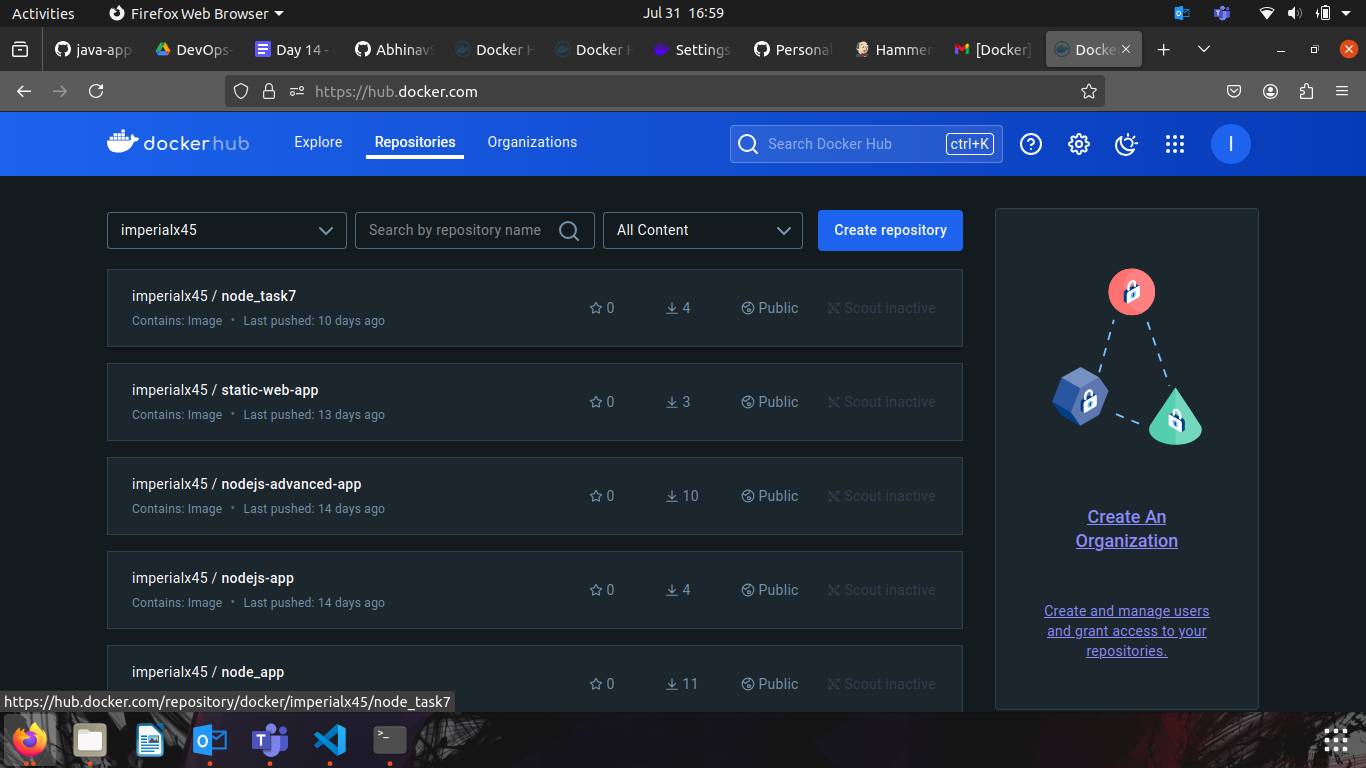 Activities Firefox Web Browser Jul 31 16:59
java-app DevOps- Day 14 - Abhinav Docker H Docker H Settings Personal Hammer [Docker] Docke
https://hub.docker.com
docker hub Explore Repositories Organizations Search Docker Hub ctrl+K I
imperialx45 Search by repository name All Content Create repository
imperialx45 / node_task7
Contains: Image • Last pushed: 10 days ago
0 4 Public Scout inactive
imperialx45 / static-web-app
Contains: Image • Last pushed: 13 days ago
0 3 Public Scout inactive
imperialx45 / nodejs-advanced-app
Contains: Image • Last pushed: 14 days ago
0 10 Public Scout inactive
imperialx45 / nodejs-app
Contains: Image • Last pushed: 14 days ago
0 4 Public Scout inactive
imperialx45 / node_app
0 11 Public Scout inactive
Create An
Organization
Create and manage users
and grant access to your
repositories.
https://hub.docker.com/repository/docker/imperialx45/node_task7